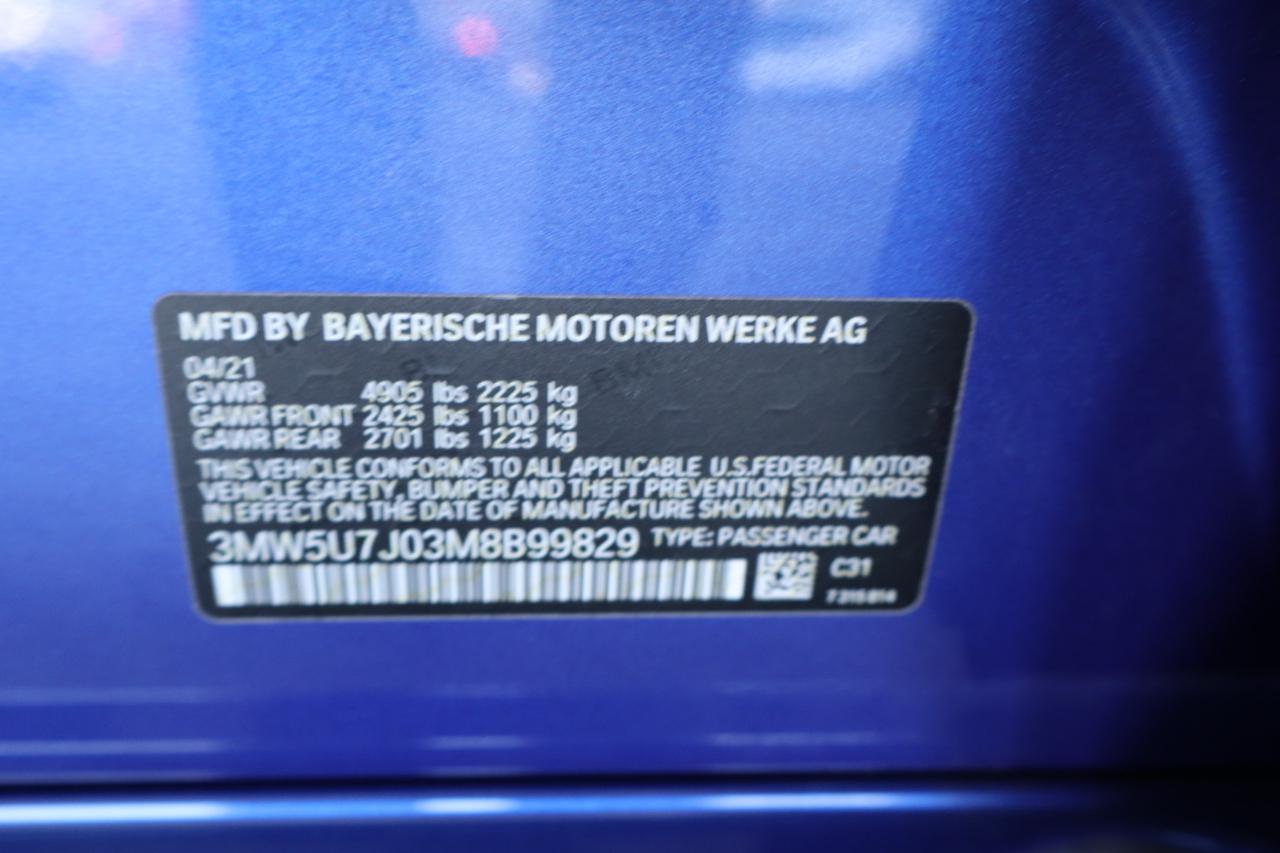 MFD BY BAYERISCHE MOTOREN WERKE AG
04/21
GVWR 4905 lbs 2225 kg
GAWR FRONT 2425 lbs 1100 kg
GAWR REAR 2701 lbs 1225 kg
THIS VEHICLE CONFORMS TO ALL APPLICABLE U.S.FEDERAL MOTOR
VEHICLE SAFETY, BUMPER AND THEFT PREVENTION STANDARDS
IN EFFECT ON THE DATE OF MANUFACTURE SHOWN ABOVE.
3MW5U7J03M8B99829 TYPE: PASSENGER CAR
C31